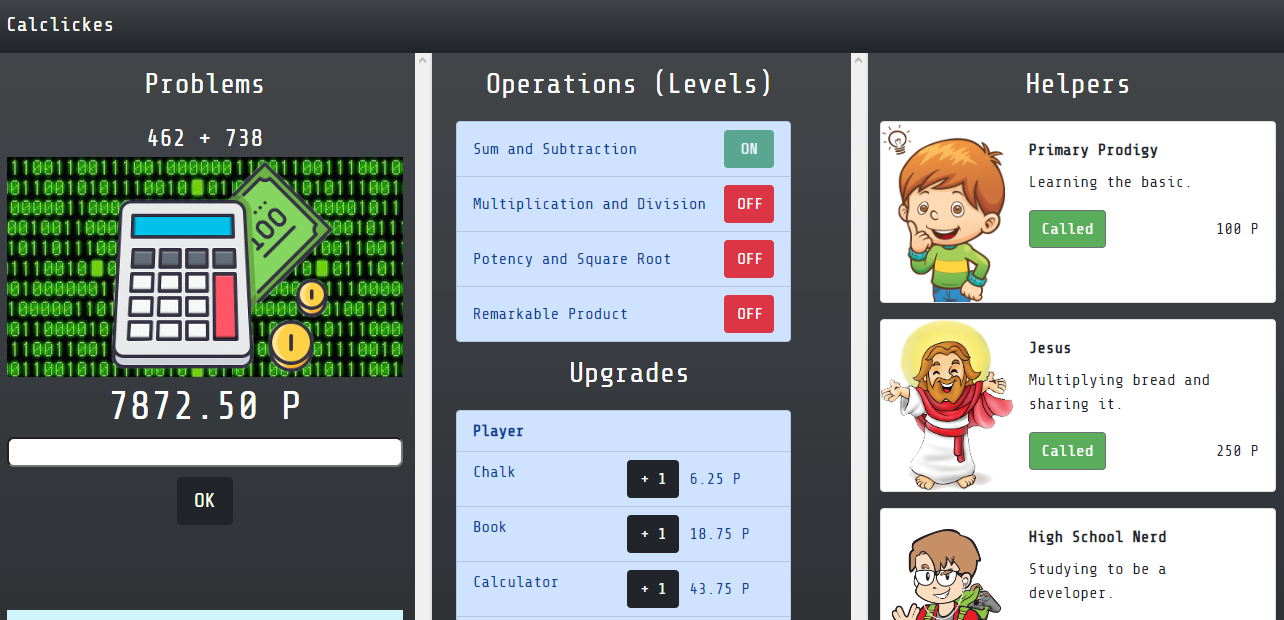 Calclickes
Problems
462 + 738
100
7872.50 P
OK
Operations (Levels)
Sum and Subtraction ON
Multiplication and Division OFF
Potency and Square Root OFF
Remarkable Product OFF
Upgrades
Player
Chalk + 1 6.25 P
Book + 1 18.75 P
Calculator + 1 43.75 P
Helpers
Primary Prodigy
Learning the basic.
Called 100 P
Jesus
Multiplying bread and
sharing it.
Called 250 P
High School Nerd
Studying to be a
developer.